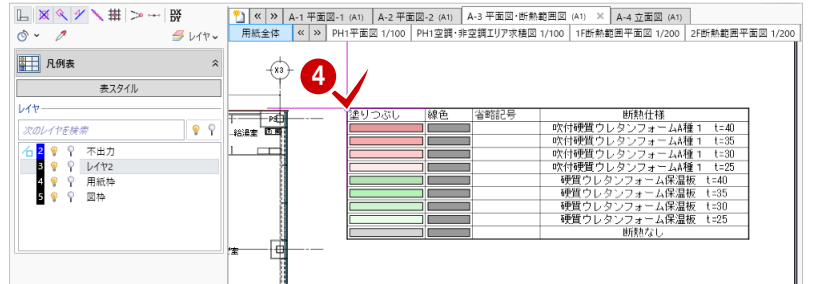 DX
DY
A-1 平面図-1 (A1)
A-2 平面図-2 (A1)
A-3 平面図・断熱範囲図 (A1)
A-4 立面図 (A1)
レイヤ
用紙全体
PH1平面図 1/100
PH1空調・非空調エリア求積図 1/100
1F断熱範囲平面図 1/200
2F断熱範囲平面図 1/200
凡例表
表スタイル
レイヤ
次のレイヤを検索
2 不出力
3 レイヤ2
4 用紙枠
5 図枠
X3
4
PS
給湯室
塗りつぶし 線色 省略記号 断熱仕様
吹付硬質ウレタンフォームA種1 t=40
吹付硬質ウレタンフォームA種1 t=35
吹付硬質ウレタンフォームA種1 t=30
吹付硬質ウレタンフォームA種1 t=25
硬質ウレタンフォーム保温板 t=40
硬質ウレタンフォーム保温板 t=35
硬質ウレタンフォーム保温板 t=30
硬質ウレタンフォーム保温板 t=25
断熱なし